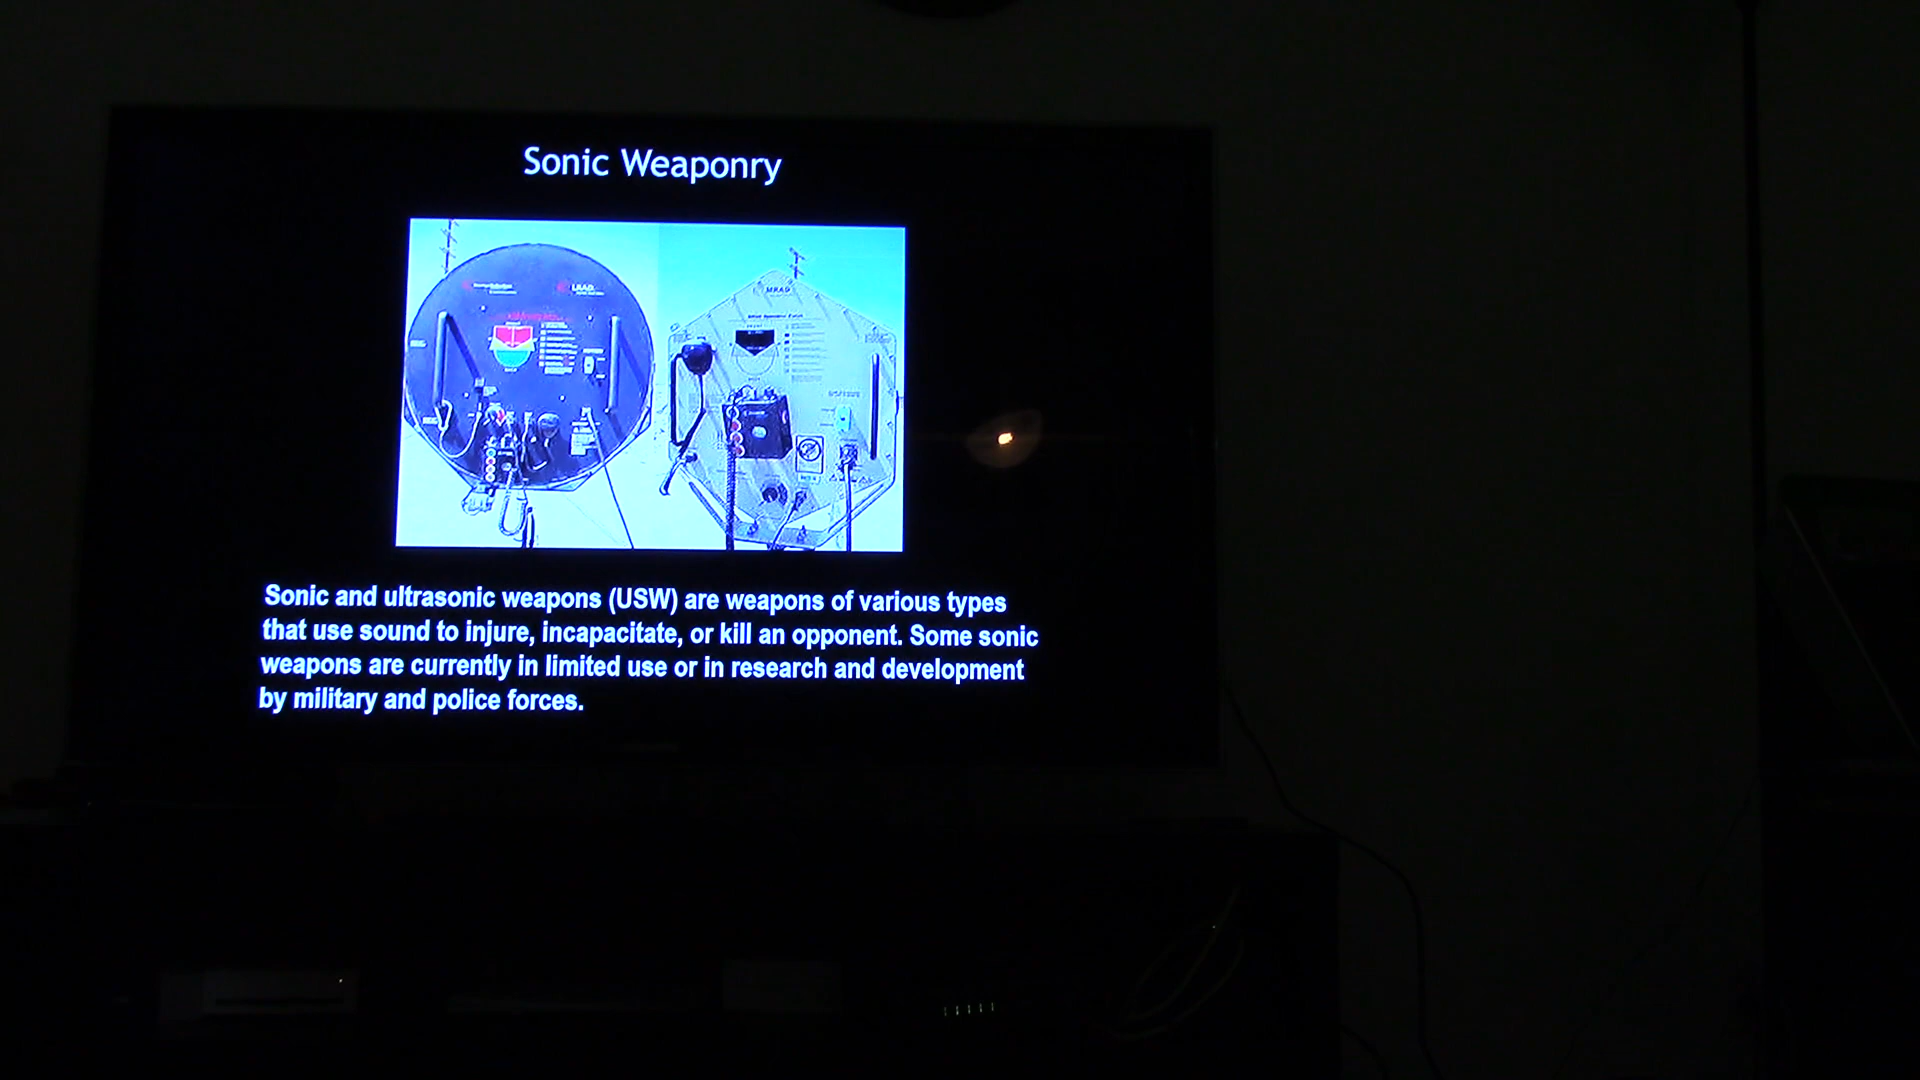 Sonic Weaponry
LRAD
MRAD
Sonic and ultrasonic weapons (USW) are weapons of various types
that use sound to injure, incapacitate, or kill an opponent. Some sonic
weapons are currently in limited use or in research and development
by military and police forces.